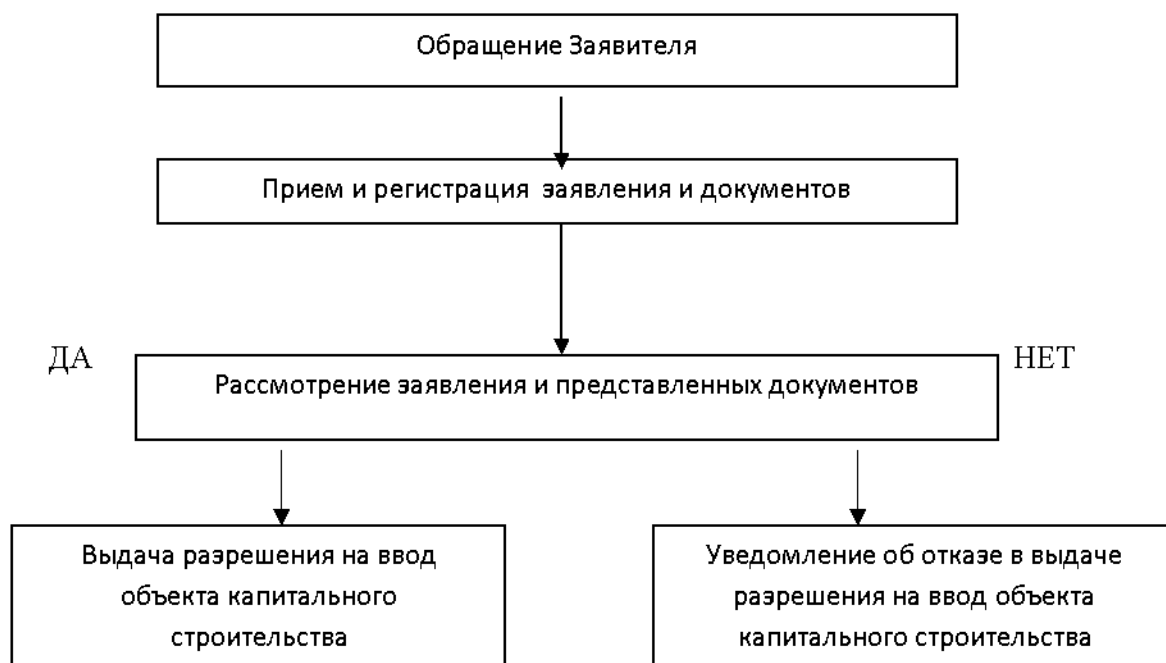 Обращение Заявителя
Прием и регистрация  заявления и документов
ДА
НЕТ
Рассмотрение заявления и представленных документов
Выдача разрешения на ввод
объекта капитального
строительства
Уведомление об отказе в выдаче
разрешения на ввод объекта
капитального строительства